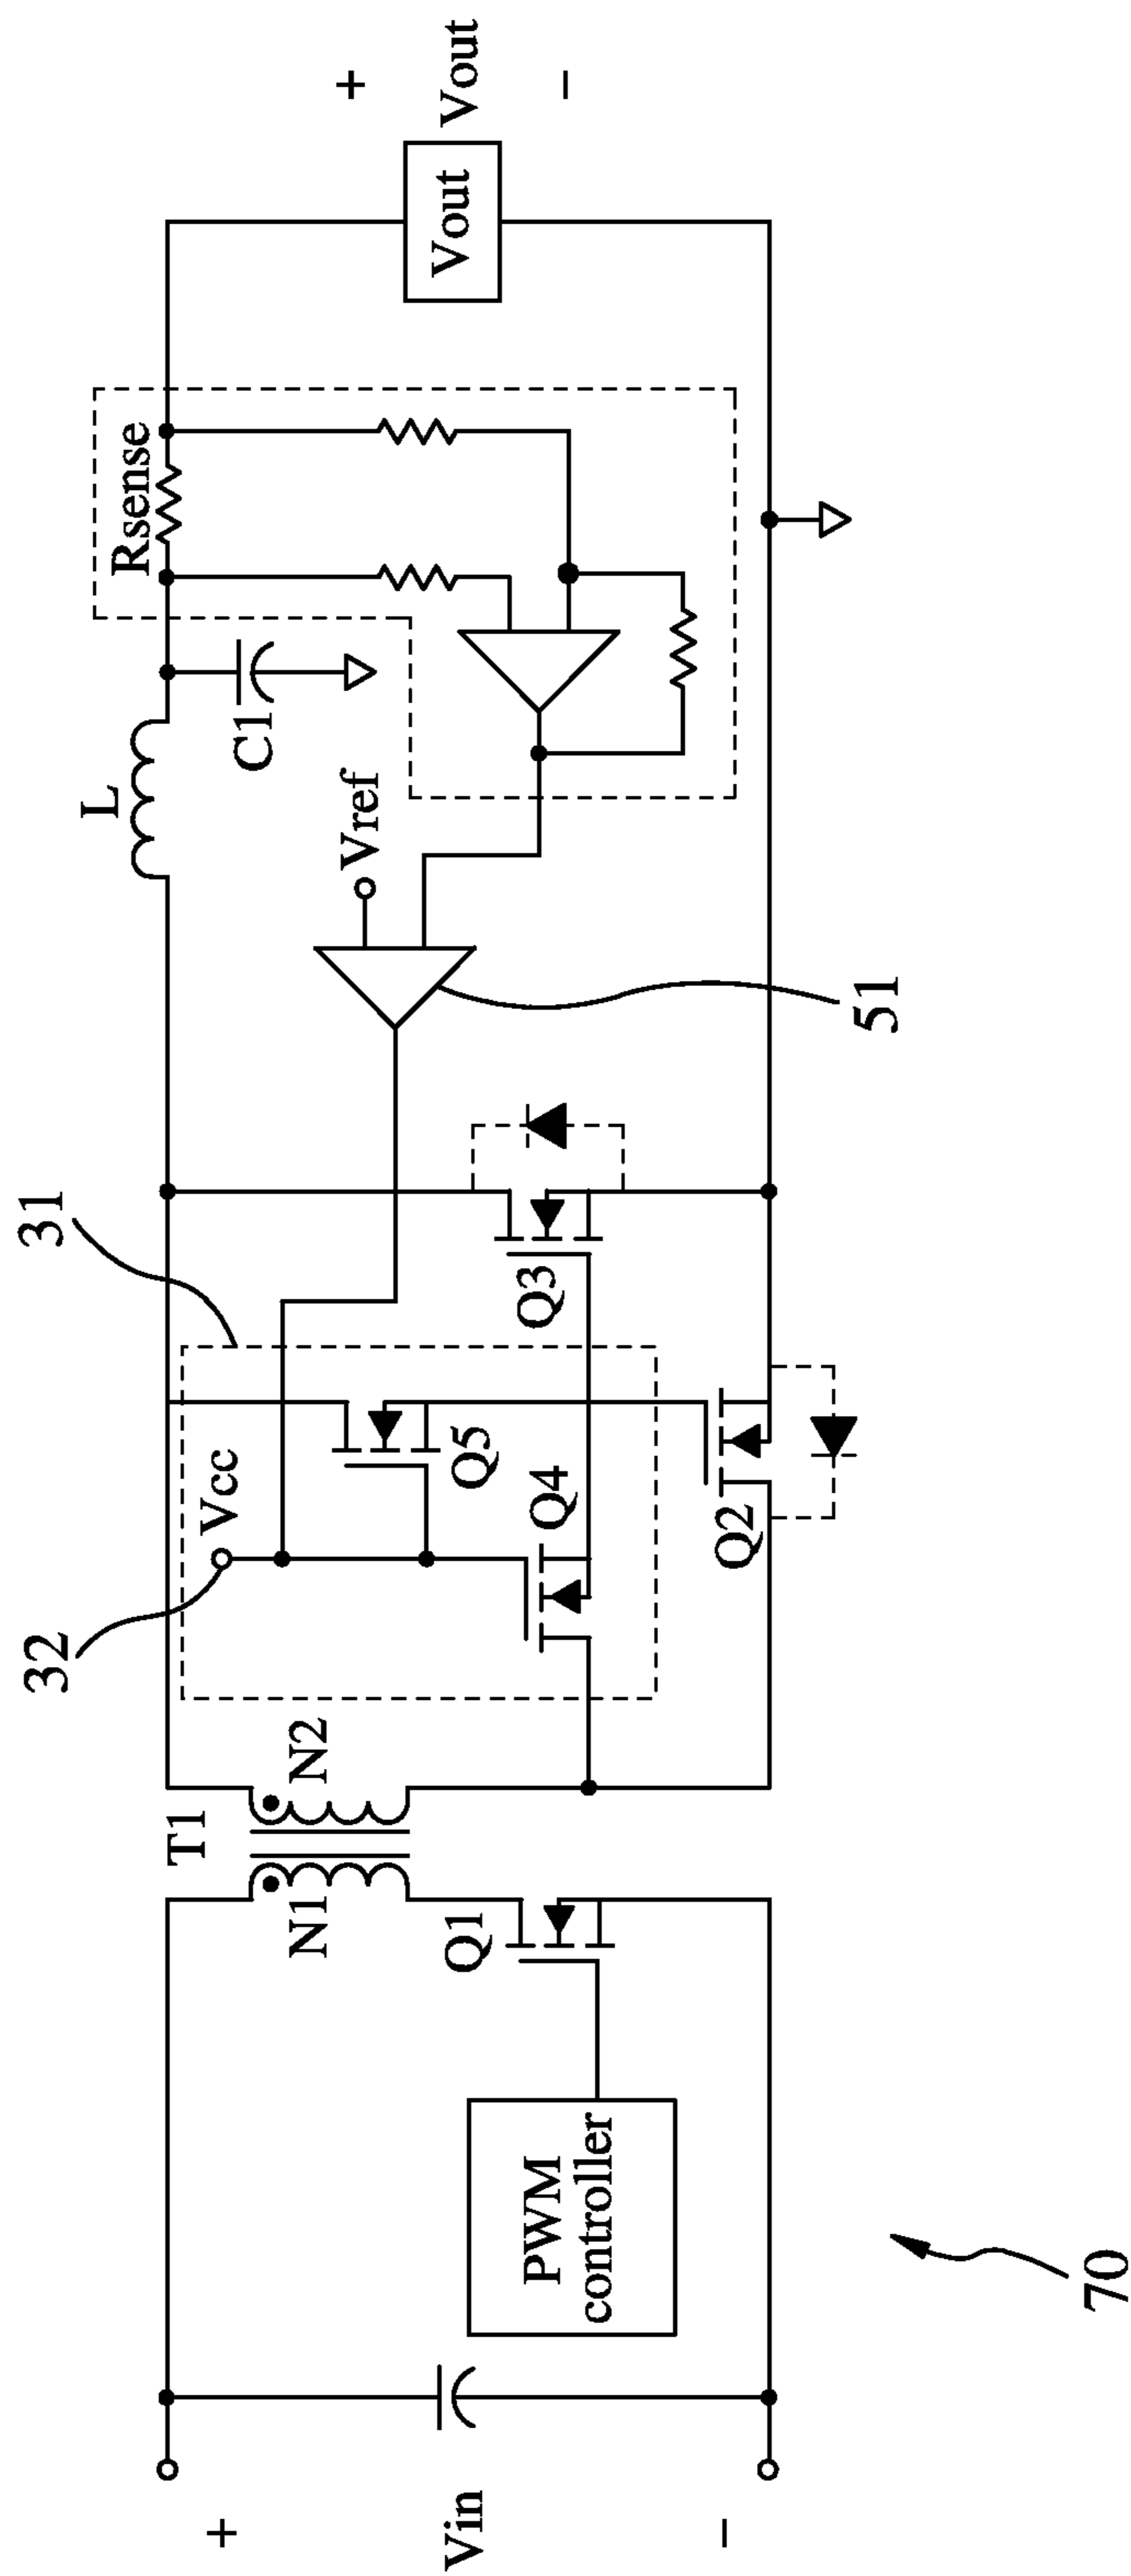 +
Vin
−
PWM
controller
Q1
N1
T1
N2
32
Vcc
31
Q5
Q4
Q2
Q3
51
Vref
L
C1
Rsense
Vout
+
Vout
−
70